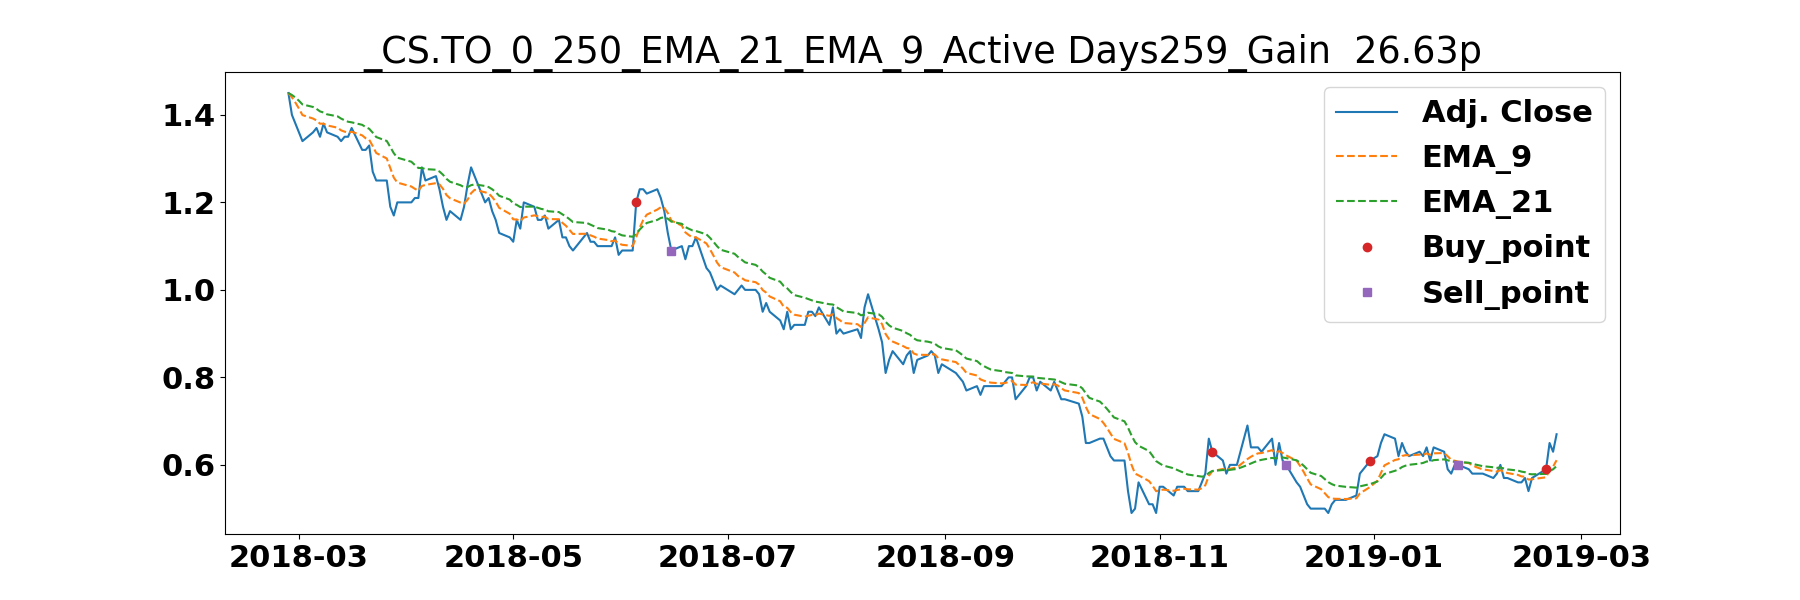 _CS.TO_0_250_EMA_21_EMA_9_Active Days259_Gain  26.63p
1.4
1.2
1.0
0.8
0.6
Adj. Close
EMA_9
EMA_21
Buy_point
Sell_point
2018-03 2018-05 2018-07 2018-09 2018-11 2019-01 2019-03